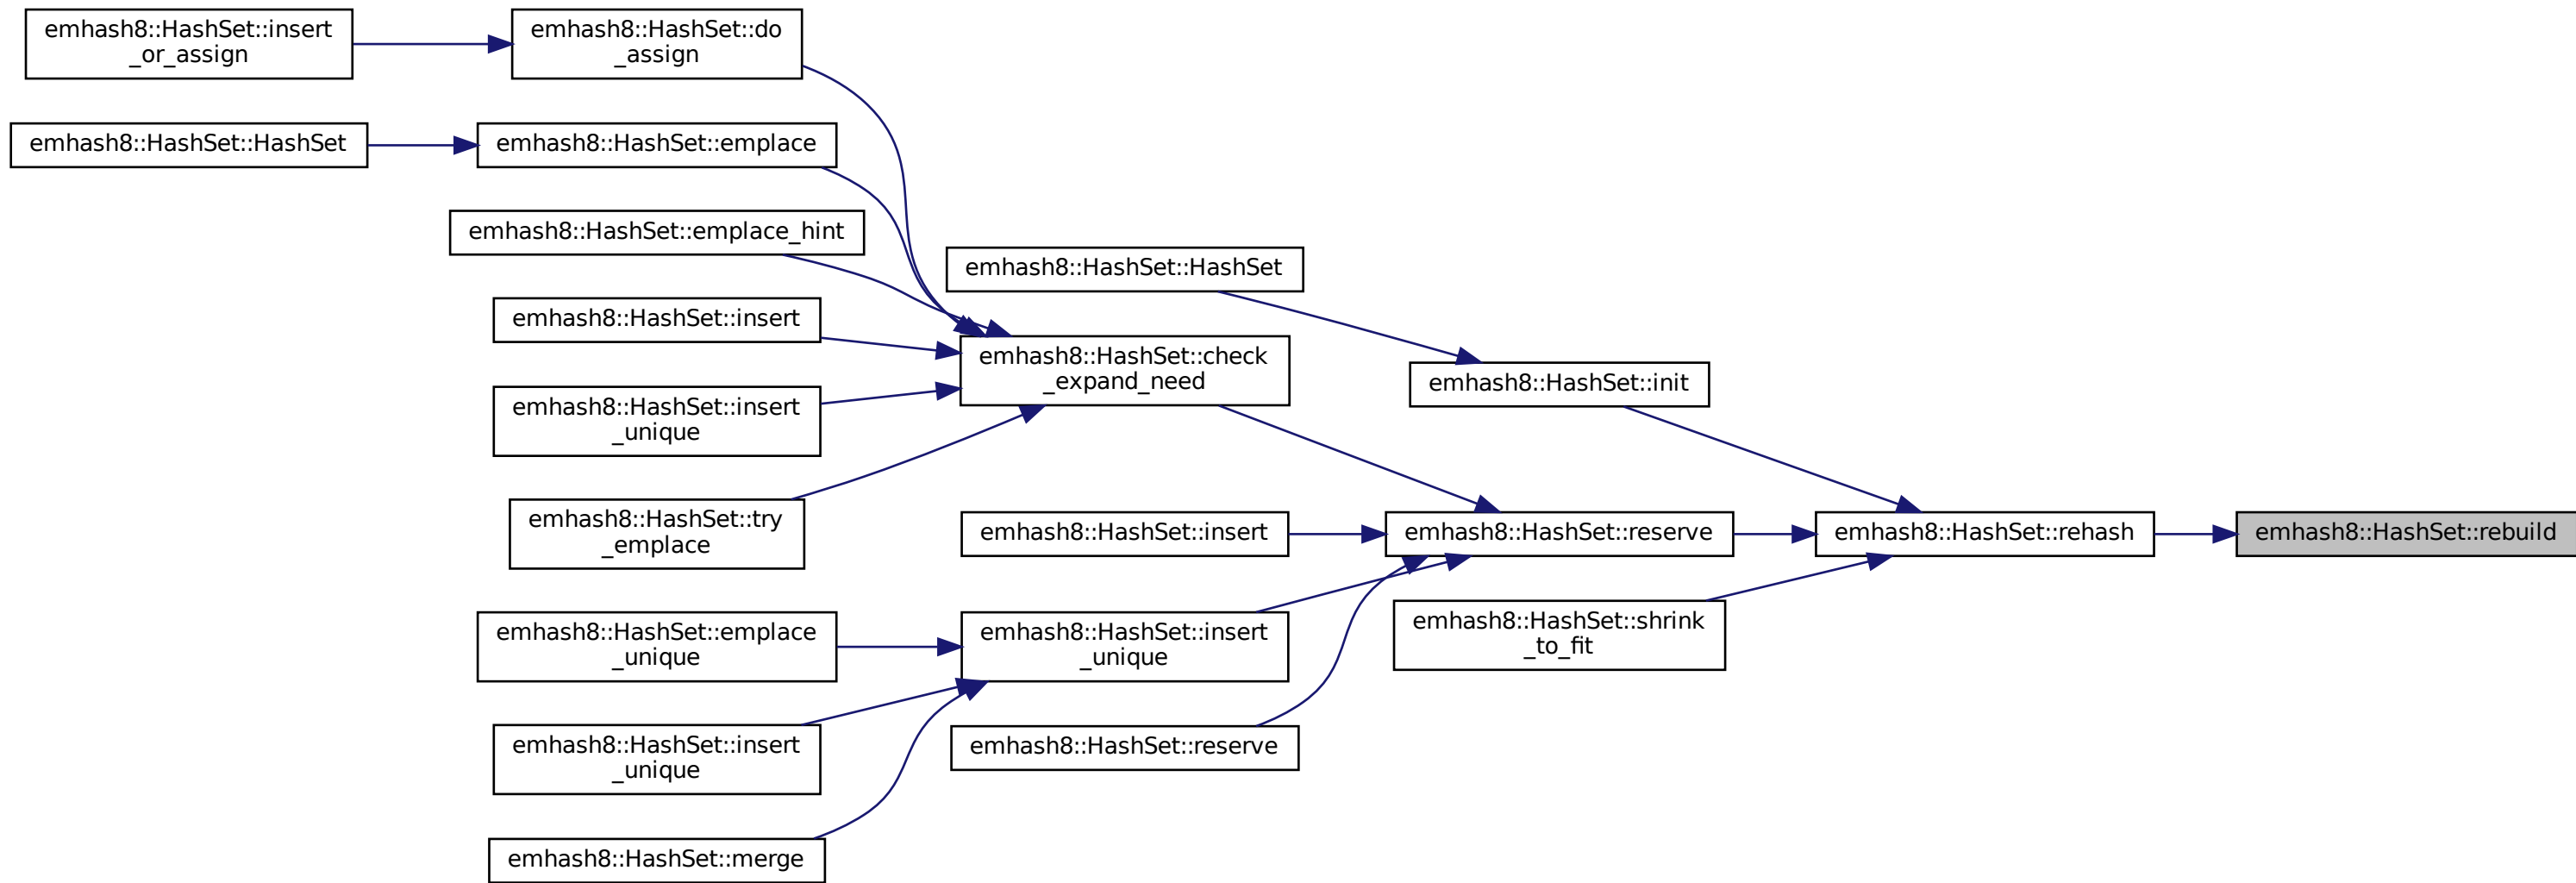 emhash8::HashSet::insert
_or_assign
emhash8::HashSet::do
_assign
emhash8::HashSet::HashSet
emhash8::HashSet::emplace
emhash8::HashSet::emplace_hint
emhash8::HashSet::HashSet
emhash8::HashSet::insert
emhash8::HashSet::check
_expand_need
emhash8::HashSet::init
emhash8::HashSet::insert
_unique
emhash8::HashSet::try
_emplace
emhash8::HashSet::insert
emhash8::HashSet::reserve
emhash8::HashSet::rehash
emhash8::HashSet::rebuild
emhash8::HashSet::emplace
_unique
emhash8::HashSet::insert
_unique
emhash8::HashSet::shrink
_to_fit
emhash8::HashSet::insert
_unique
emhash8::HashSet::reserve
emhash8::HashSet::merge